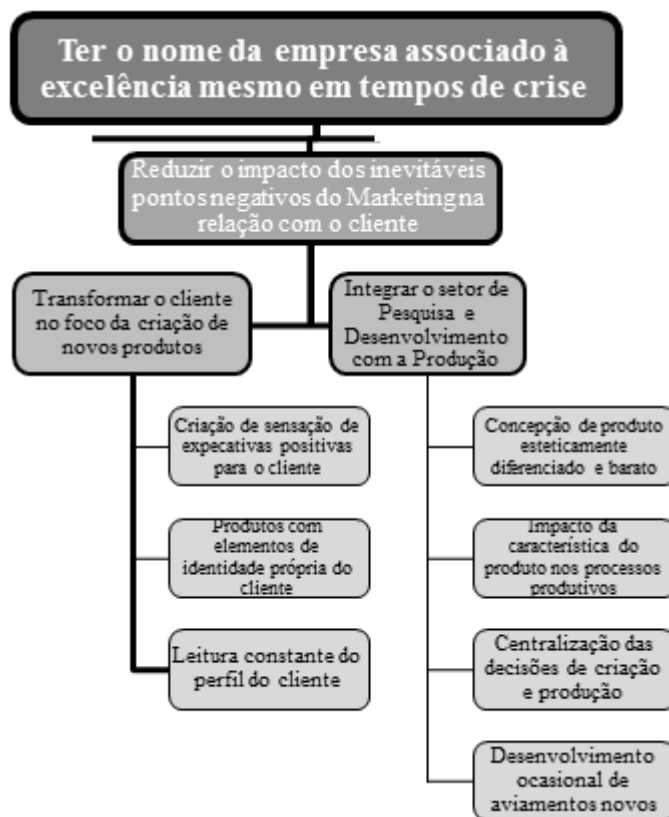 Ter o nome da empresa associado à
excelência mesmo em tempos de crise
Reduzir o impacto dos inevitáveis
pontos negativos do Marketingna
relação com o cliente
Transformar o cliente
no foco da criação de
novos produtos
Integrar o setor de
Pesquisa e
Desenvolvimento
com a Produção
Criação de sensação de
expecativas positivas
para o cliente
Produtos com
elementos de
identidade própria do
cliente
Leitura constante do
perfil do cliente
Concepção de produto
esteticamente
diferenciado e barato
Impacto da
característica do
produto nos processos
produtivos
Centralização das
decisões de criação
e produção
Desenvolvimento
ocasional de
aviamentos novos